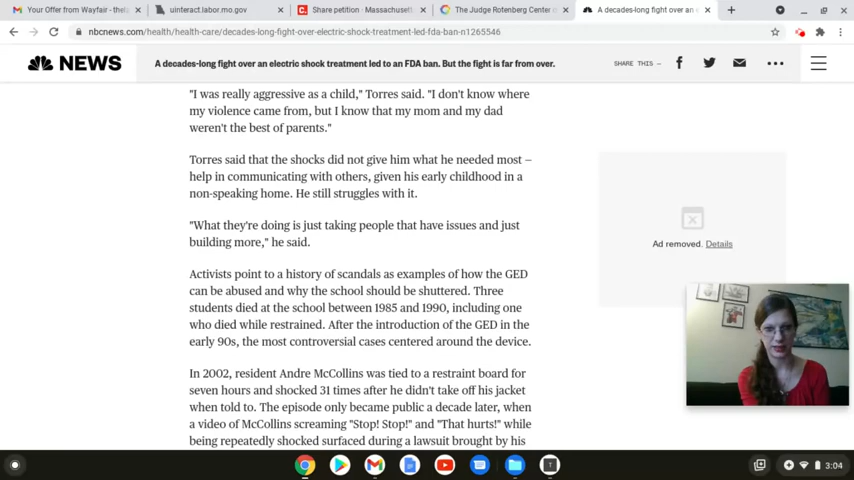 Your Offer from Wayfair - thela
uinteract.labor.mo.gov
Share petition - Massachuset
The Judge Rotenberg Center e
A decades-long fight over an e
nbcnews.com/health/health-care/decades-long-fight-over-electric-shock-treatment-led-fda-ban-n1265546
NEWS
A decades-long fight over an electric shock treatment led to an FDA ban. But the fight is far from over.
SHARE THIS —
"I was really aggressive as a child," Torres said. "I don't know where
my violence came from, but I know that my mom and my dad
weren't the best of parents."
Torres said that the shocks did not give him what he needed most —
help in communicating with others, given his early childhood in a
non-speaking home. He still struggles with it.
"What they're doing is just taking people that have issues and just
building more," he said.
Ad removed. Details
Activists point to a history of scandals as examples of how the GED
can be abused and why the school should be shuttered. Three
students died at the school between 1985 and 1990, including one
who died while restrained. After the introduction of the GED in the
early 90s, the most controversial cases centered around the device.
In 2002, resident Andre McCollins was tied to a restraint board for
seven hours and shocked 31 times after he didn't take off his jacket
when told to. The episode only became public a decade later, when
a video of McCollins screaming "Stop! Stop!" and "That hurts!" while
being repeatedly shocked surfaced during a lawsuit brought by his
3:04